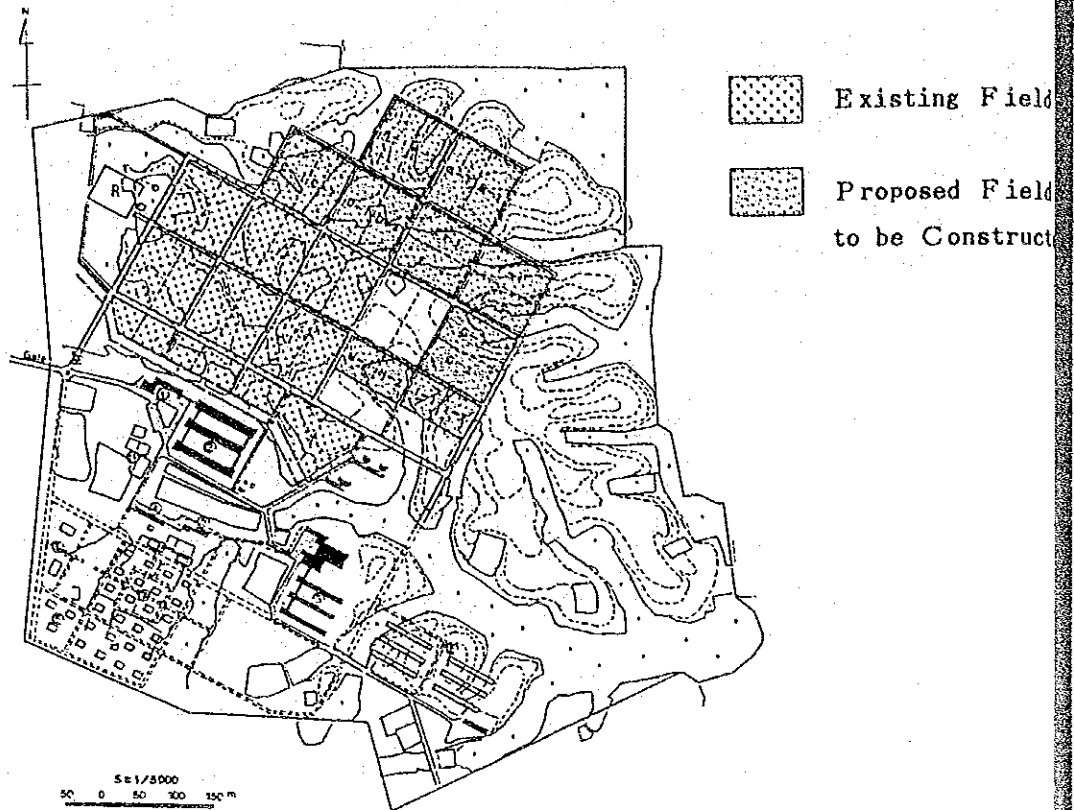 N
Existing Field
Proposed Field
to be Construct
R
Gate
S=1/5000
50 0 50 100 150 m